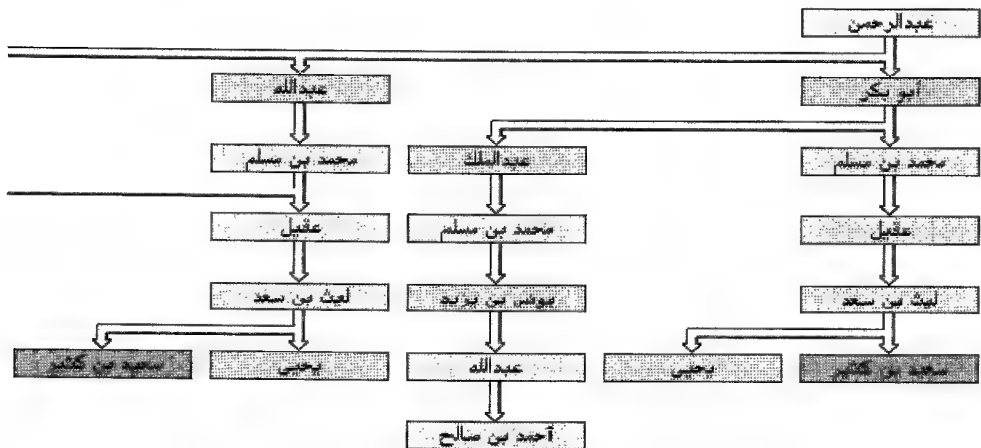 عبدالرحمن
أبو بكر
عبدالله
محمد بن مسلم
عبدالملك
محمد بن مسلم
عقيل
محمد بن مسلم
عقيل
ليث بن سعد
يونس بن يزيد
ليث بن سعد
سعيد بن كثير
يحيى
عبدالله
يحيى
سعيد بن كثير
أحمد بن صالح